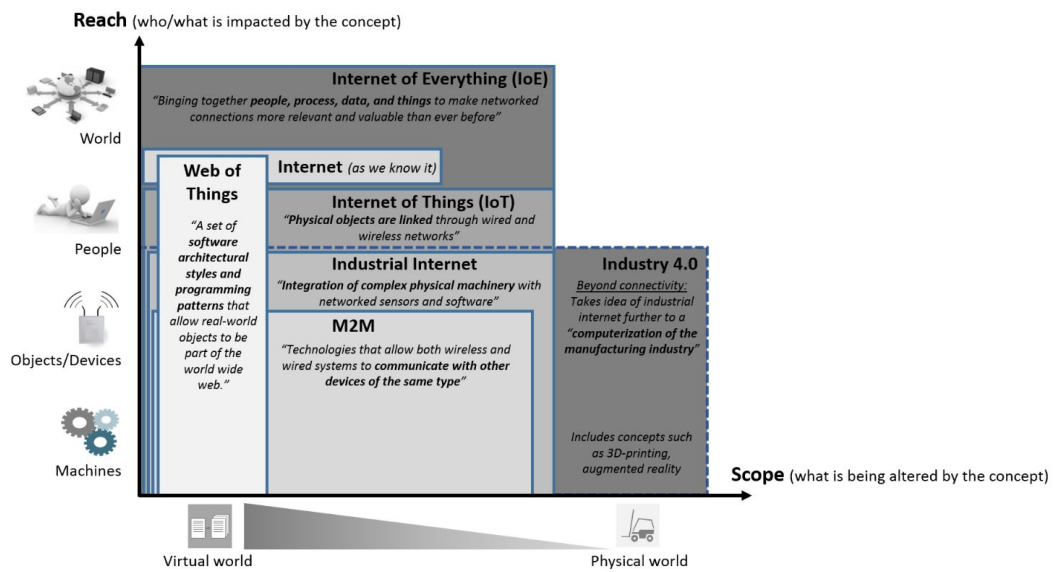 Reach (who/what is impacted by the concept)
World
People
Objects/Devices
Machines
Internet of Everything (IoE)
“Binging together people, process, data, and things to make networked
connections more relevant and valuable than ever before”
Internet (as we know it)
Web of
Things
“A set of
software
architectural
styles and
programming
patterns that
allow real-world
objects to be
part of the
world wide
web.”
Internet of Things (IoT)
“Physical objects are linked through wired and
wireless networks”
Industrial Internet
“Integration of complex physical machinery with
networked sensors and software”
M2M
“Technologies that allow both wireless and
wired systems to communicate with other
devices of the same type”
Industry 4.0
Beyond connectivity:
Takes idea of industrial
internet further to a
“computerization of the
manufacturing industry”
Includes concepts such
as 3D-printing,
augmented reality
Scope (what is being altered by the concept)
Virtual world
Physical world